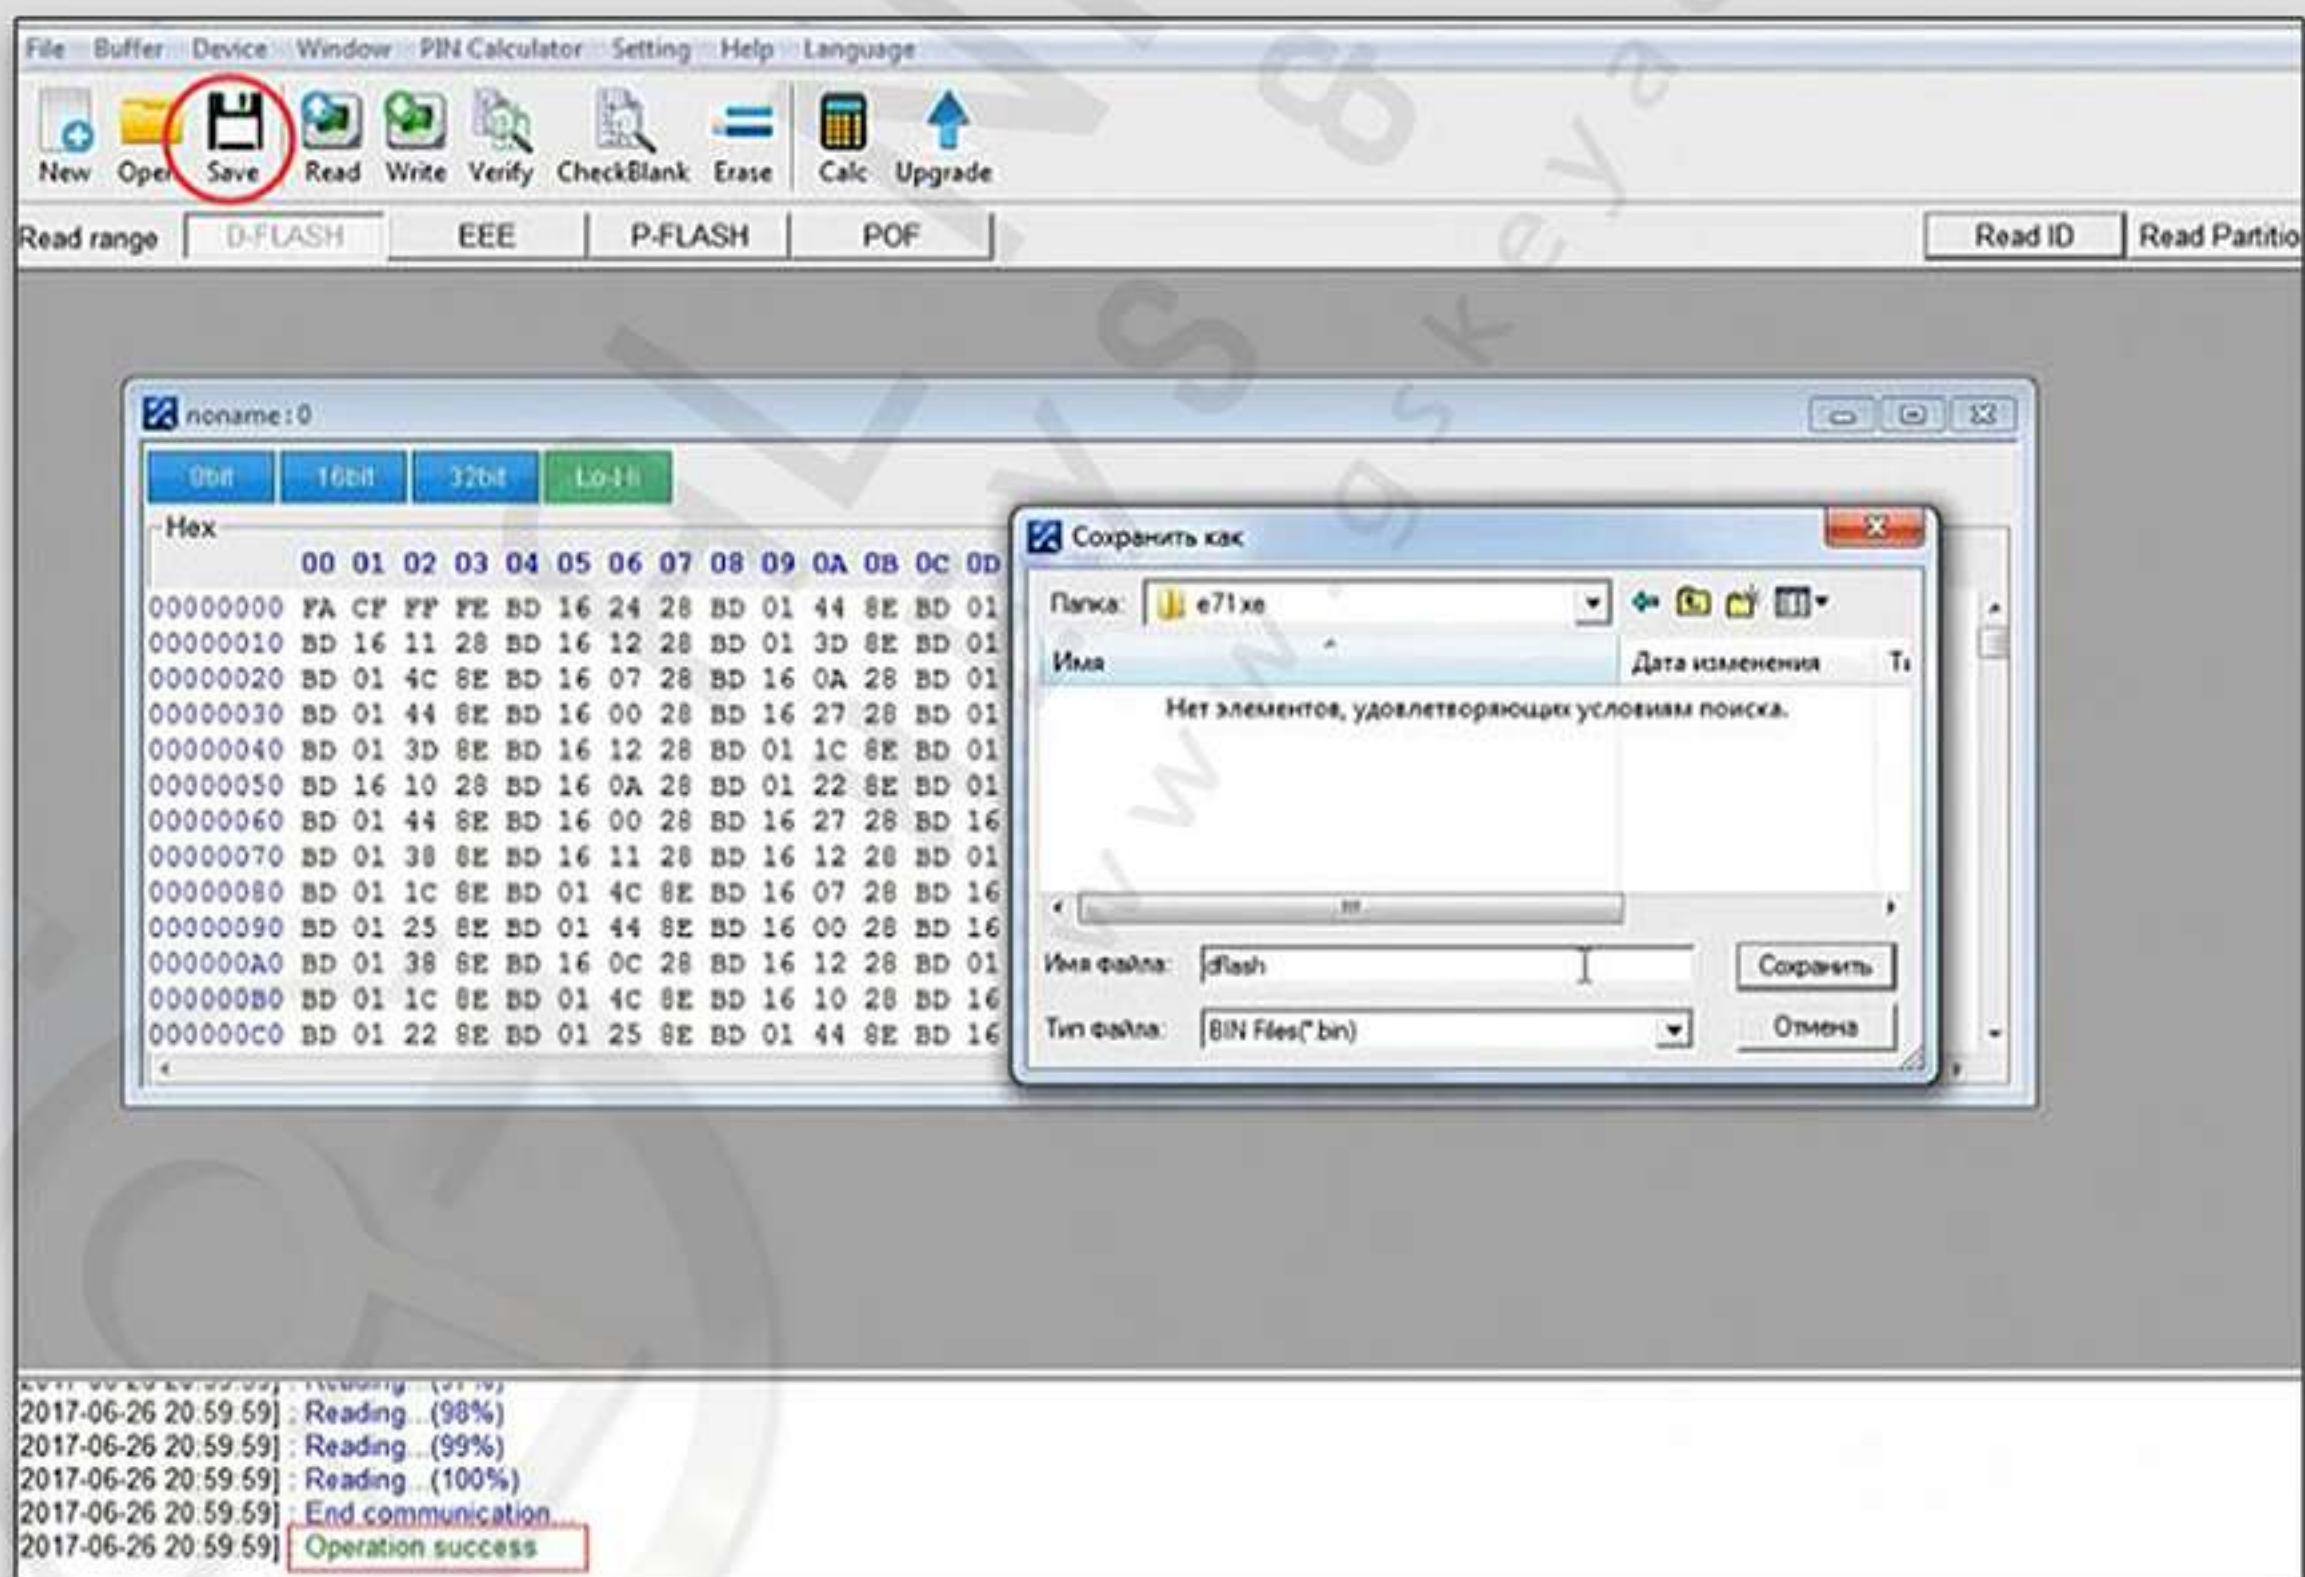 File Buffer Device Window PIN Calculator Setting Help Language
New Open Save Read Write Verify CheckBlank Erase Calc Upgrade
Read range D-FLASH EEE P-FLASH POF Read ID Read Partitio
noname:0
16bit 32bit Lo-Hi
Hex
00 01 02 03 04 05 06 07 08 09 0A 0B 0C 0D
00000000 FA CF FF FE BD 16 24 28 BD 01 44 8E BD 01
00000010 BD 16 11 28 BD 16 12 28 BD 01 3D 8E BD 01
00000020 BD 01 4C 8E BD 16 07 28 BD 16 0A 28 BD 01
00000030 BD 01 44 8E BD 16 00 28 BD 16 27 28 BD 01
00000040 BD 01 3D 8E BD 16 12 28 BD 01 1C 8E BD 01
00000050 BD 16 10 28 BD 16 0A 28 BD 01 22 8E BD 01
00000060 BD 01 44 8E BD 16 00 28 BD 16 27 28 BD 16
00000070 BD 01 38 8E BD 16 11 28 BD 16 12 28 BD 01
00000080 BD 01 1C 8E BD 01 4C 8E BD 16 07 28 BD 16
00000090 BD 01 25 8E BD 01 44 8E BD 16 00 28 BD 16
000000A0 BD 01 38 8E BD 16 0C 28 BD 16 12 28 BD 01
000000B0 BD 01 1C 8E BD 01 4C 8E BD 16 10 28 BD 16
000000C0 BD 01 22 8E BD 01 25 8E BD 01 44 8E BD 16
Сохранить как
Папка: e71xe
Имя Дата изменения Ти
Нет элементов, удовлетворяющих условиям поиска.
Имя файла: dflash Сохранить
Тип файла: BIN Files(*.bin) Отмена
2017-06-26 20:59:59] : Reading...(98%)
2017-06-26 20:59:59] : Reading...(99%)
2017-06-26 20:59:59] : Reading...(100%)
2017-06-26 20:59:59] : End communication...
2017-06-26 20:59:59] : Operation success